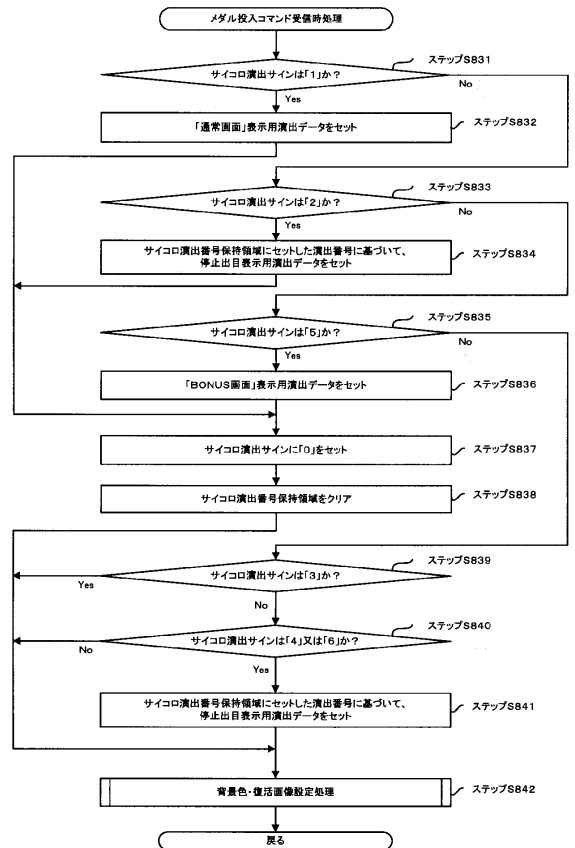 メダル投入コマンド受信時処理
ステップS831
サイコロ演出サインは「1」か?
No
Yes
「通常画面」表示用演出データをセット
ステップS832
ステップS833
サイコロ演出サインは「2」か?
No
Yes
サイコロ演出番号保持領域にセットした演出番号に基づいて、
停止出目表示用演出データをセット
ステップS834
ステップS835
サイコロ演出サインは「5」か?
No
Yes
「BONUS画面」表示用演出データをセット
ステップS836
サイコロ演出サインに「0」をセット
ステップS837
サイコロ演出番号保持領域をクリア
ステップS838
ステップS839
サイコロ演出サインは「3」か?
Yes
No
ステップS840
サイコロ演出サインは「4」又は「6」か?
No
Yes
サイコロ演出番号保持領域にセットした演出番号に基づいて、
停止出目表示用演出データをセット
ステップS841
背景色・復活画像設定処理
ステップS842
戻る